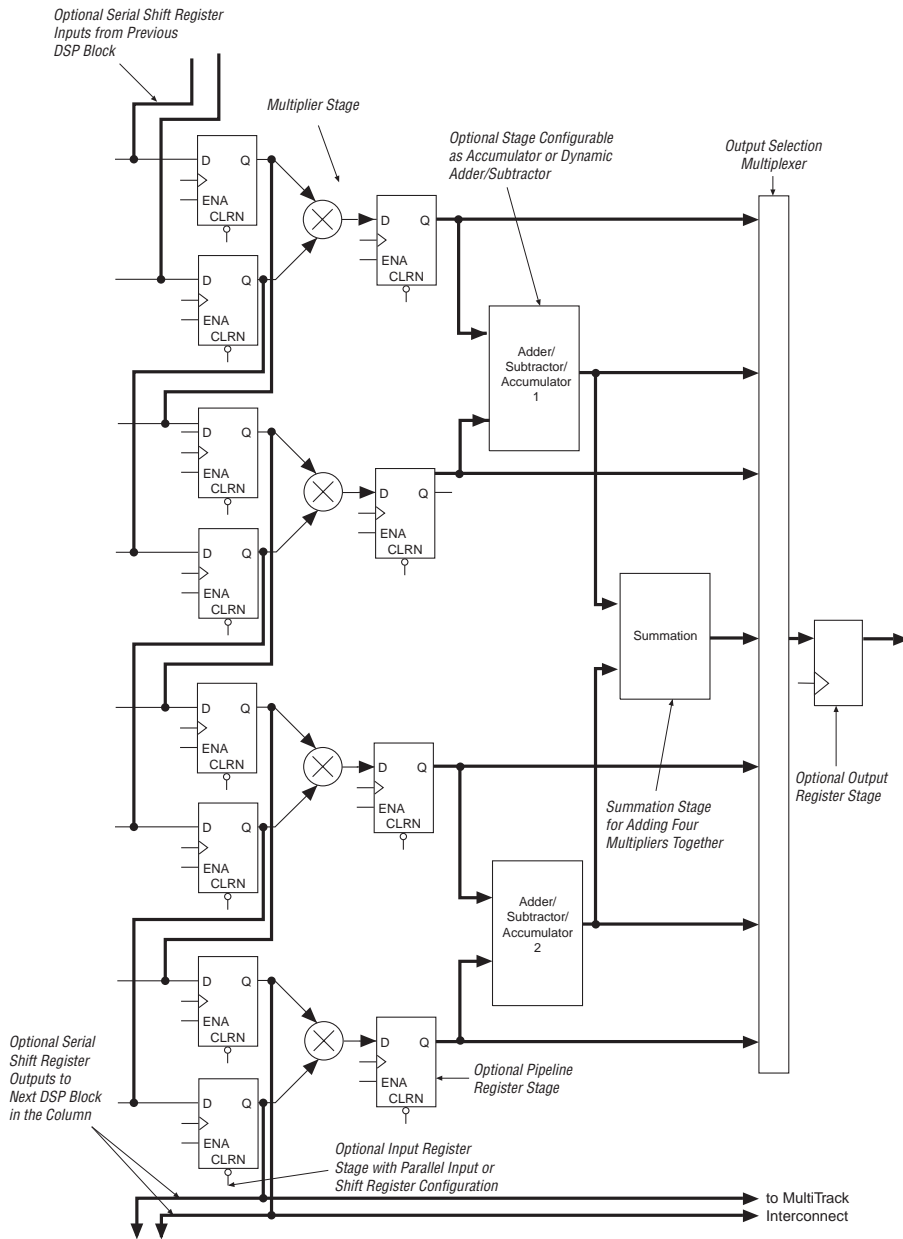 Optional Serial Shift Register
Inputs from Previous
DSP Block
Multiplier Stage
Optional Stage Configurable
as Accumulator or Dynamic
Adder/Subtractor
Output Selection
Multiplexer
D Q
ENA
CLRN
D Q
ENA
CLRN
D Q
ENA
CLRN
Adder/
Subtractor/
Accumulator
1
D Q
ENA
CLRN
D Q
ENA
CLRN
D Q
ENA
CLRN
Summation
D Q
ENA
CLRN
D Q
ENA
CLRN
D Q
ENA
CLRN
Optional Output
Register Stage
Summation Stage
for Adding Four
Multipliers Together
Adder/
Subtractor/
Accumulator
2
D Q
ENA
CLRN
D Q
ENA
CLRN
D Q
ENA
CLRN
Optional Serial
Shift Register
Outputs to
Next DSP Block
in the Column
Optional Pipeline
Register Stage
Optional Input Register
Stage with Parallel Input or
Shift Register Configuration
to MultiTrack
Interconnect